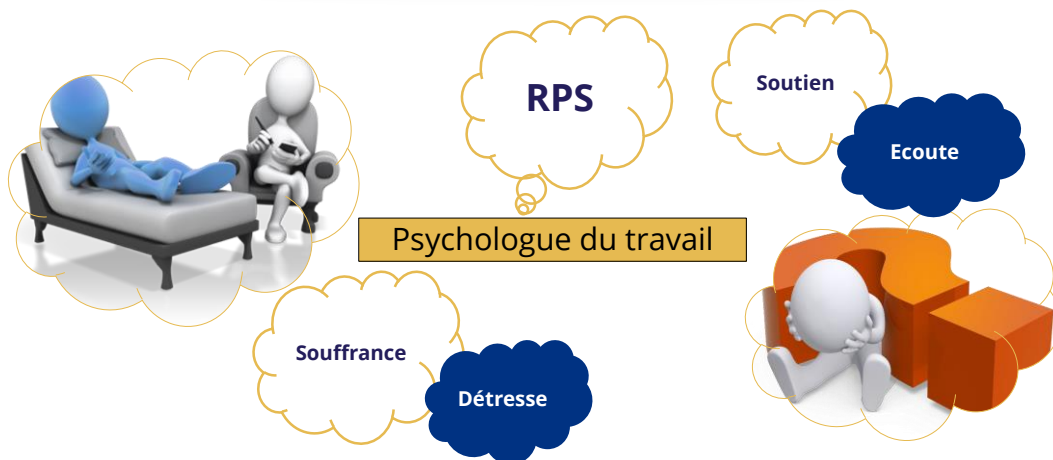 RPS
Soutien
Ecoute
Psychologue du travail
Souffrance
Détresse